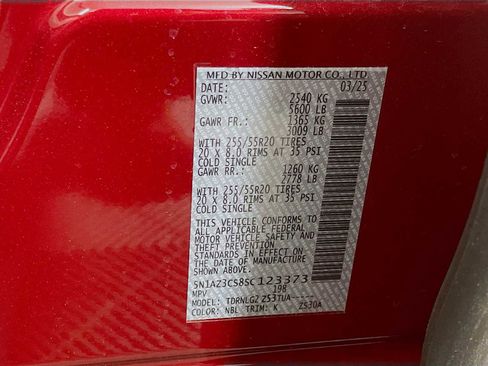 MFD BY NISSAN MOTOR CO., LTD
DATE: 03/25
GVWR: 2540 KG
5600 LB
GAWR FR.: 1365 KG
3009 LB
WITH 255/55R20 TIRES
20 X 8.0 RIMS AT 35 PSI
COLD SINGLE
GAWR RR.: 1260 KG
2778 LB
WITH 255/55R20 TIRES
20 X 8.0 RIMS AT 35 PSI
COLD SINGLE
THIS VEHICLE CONFORMS TO
ALL APPLICABLE FEDERAL
MOTOR VEHICLE SAFETY AND
THEFT PREVENTION
STANDARDS IN EFFECT ON
THE DATE OF MANUFACTURE
SHOWN ABOVE.
5N1AZ3CS8SC123373
MPV 198
MODEL: TDRNLG2 Z53TUA
COLOR: NBL TRIM: K Z530A